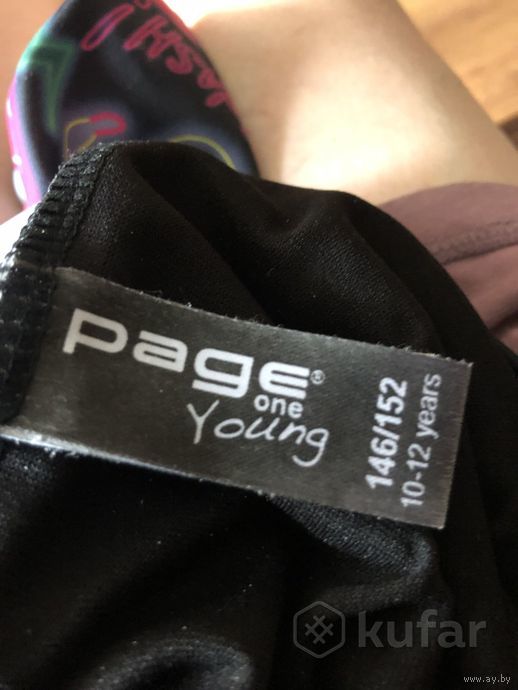 page®
one
Young
146/152
10-12 years
kufar
www.ay.by